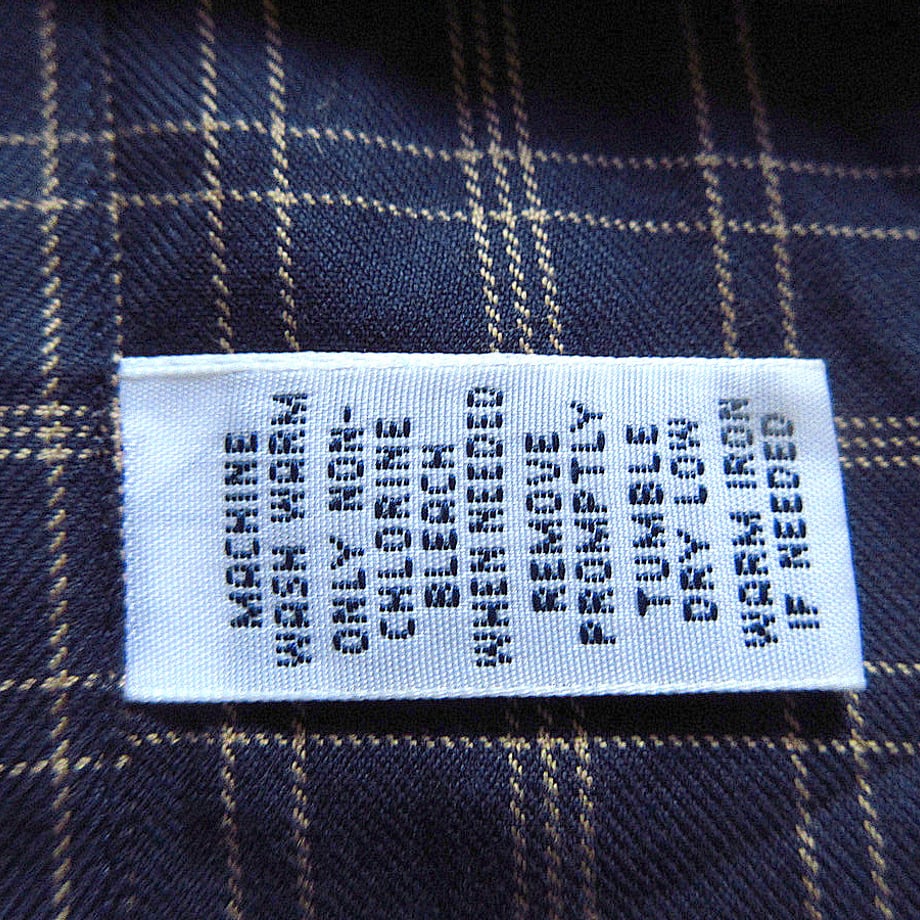 MACHINE
WASH WARM
ONLY NON-
CHLORINE
BLEACH
WHEN NEEDED
REMOVE
PROMPTLY
TUMBLE
DRY LOW
WARM IRON
IF NEEDED